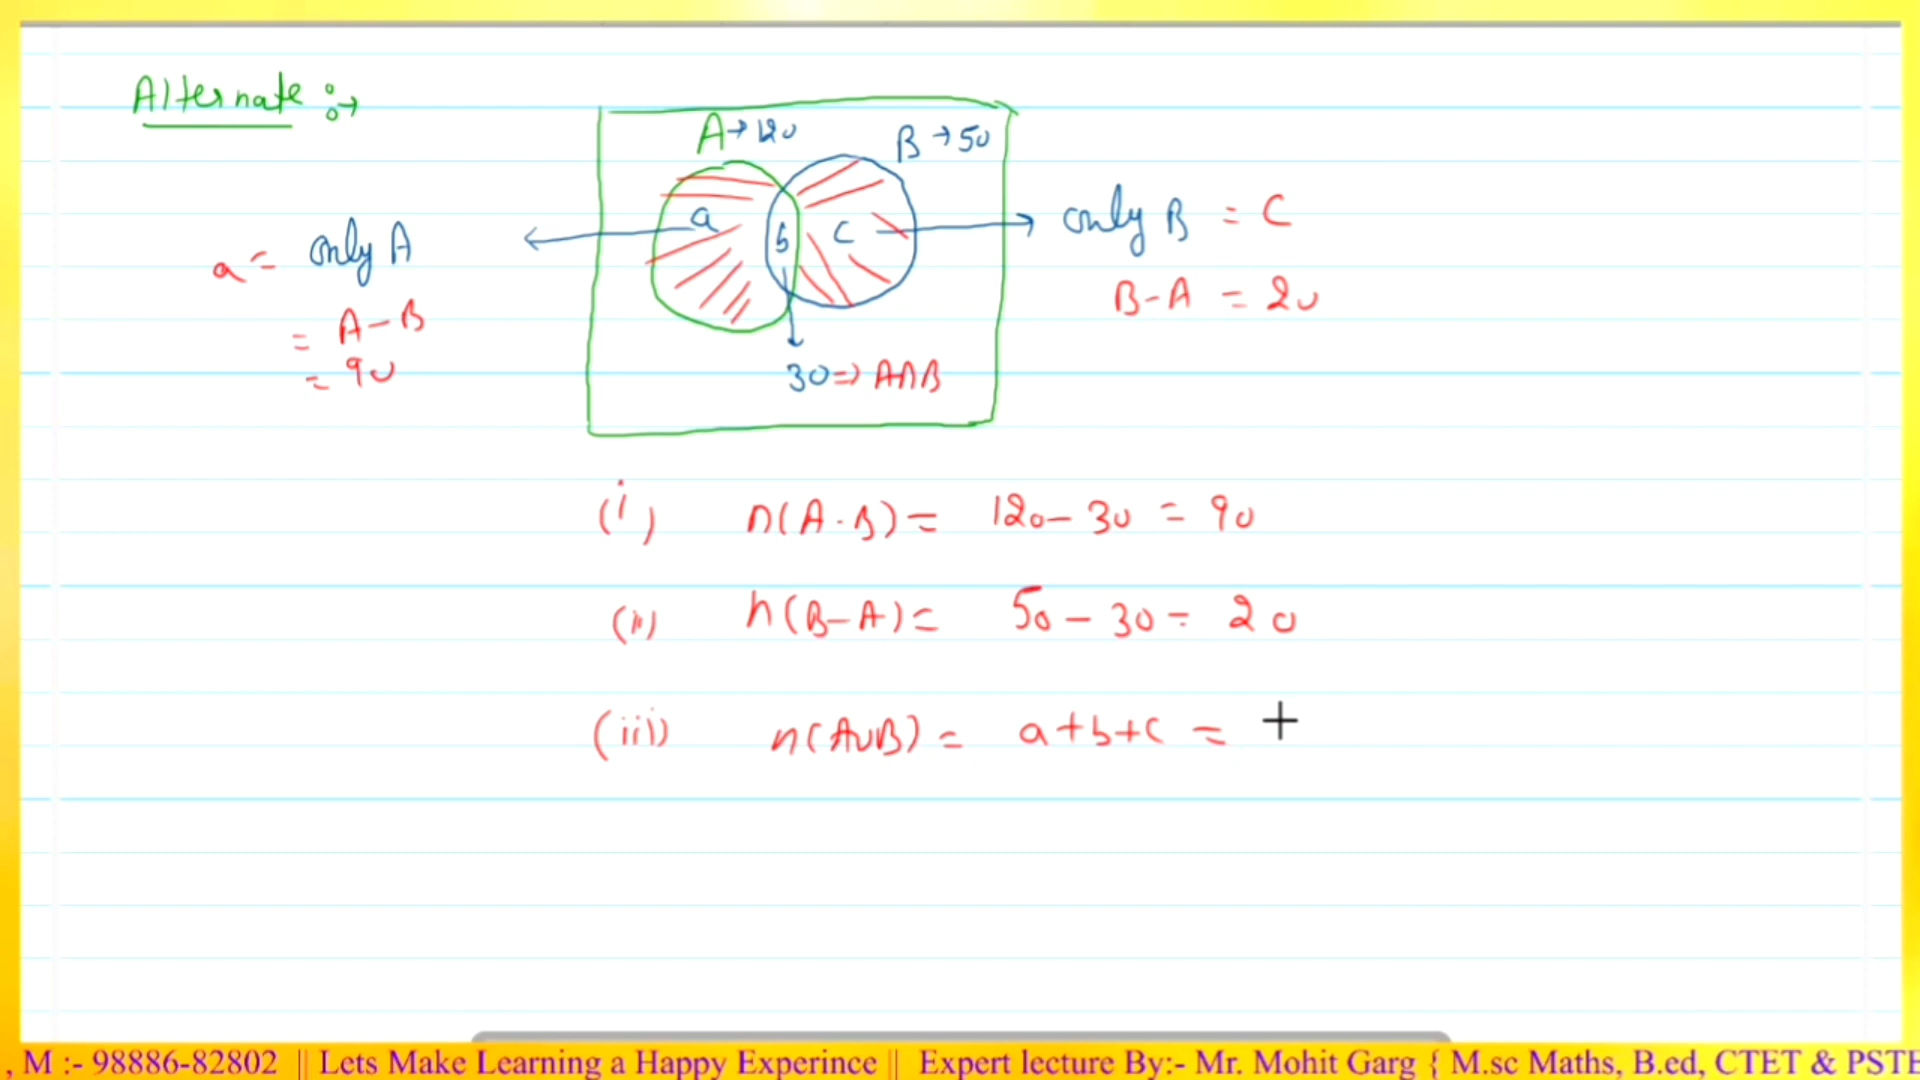 Alternate :→
A → 120
B → 50
a
b
c
a = only A
= A - B
= 90
only B = C
B - A = 20
30 => A∩B
(i) n(A - B) = 120 - 30 = 90
(ii) n(B - A) = 50 - 30 = 20
(iii) n(A∪B) = a + b + c =
, M :- 98886-82802 || Lets Make Learning a Happy Experince || Expert lecture By:- Mr. Mohit Garg { M.sc Maths, B.ed, CTET & PSTE